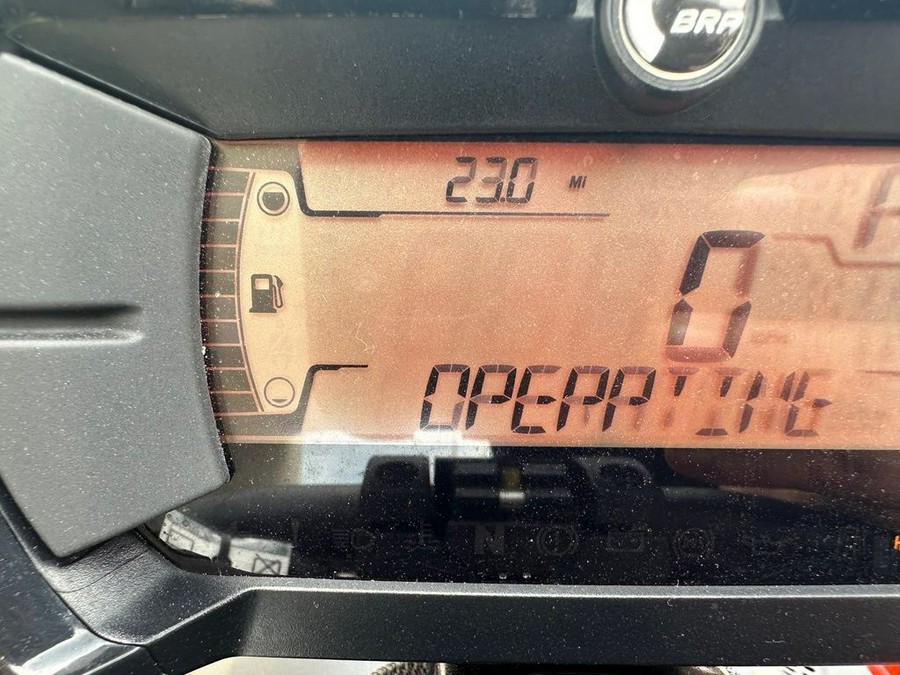 BRP
23.0 Mi
0
OPERATING
N
H